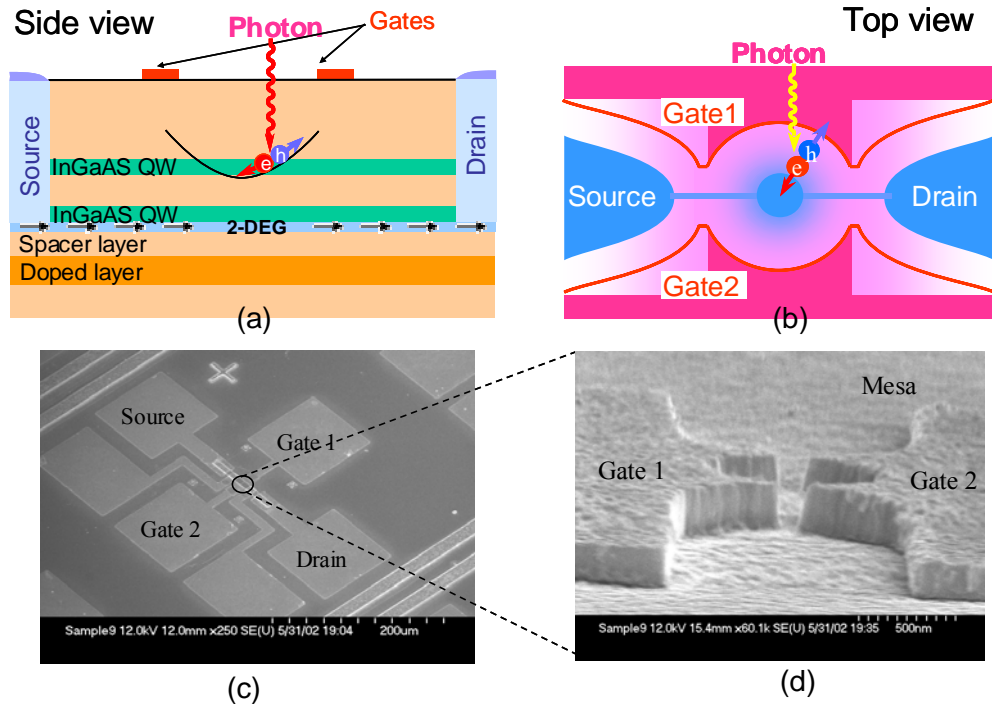 Side view
Photon
Gates
Source
Drain
e
h
InGaAS QW
InGaAS QW
2-DEG
Spacer layer
Doped layer
(a)
Top view
Photon
Gate1
h
e
Source
Drain
Gate2
(b)
Source
Gate 1
Gate 2
Drain
Sample9 12.0kV 12.0mm x250 SE(U) 5/31/02 19:04
200um
(c)
Mesa
Gate 1
Gate 2
Sample9 12.0kV 15.4mm x60.1k SE(U) 5/31/02 19:35
500nm
(d)